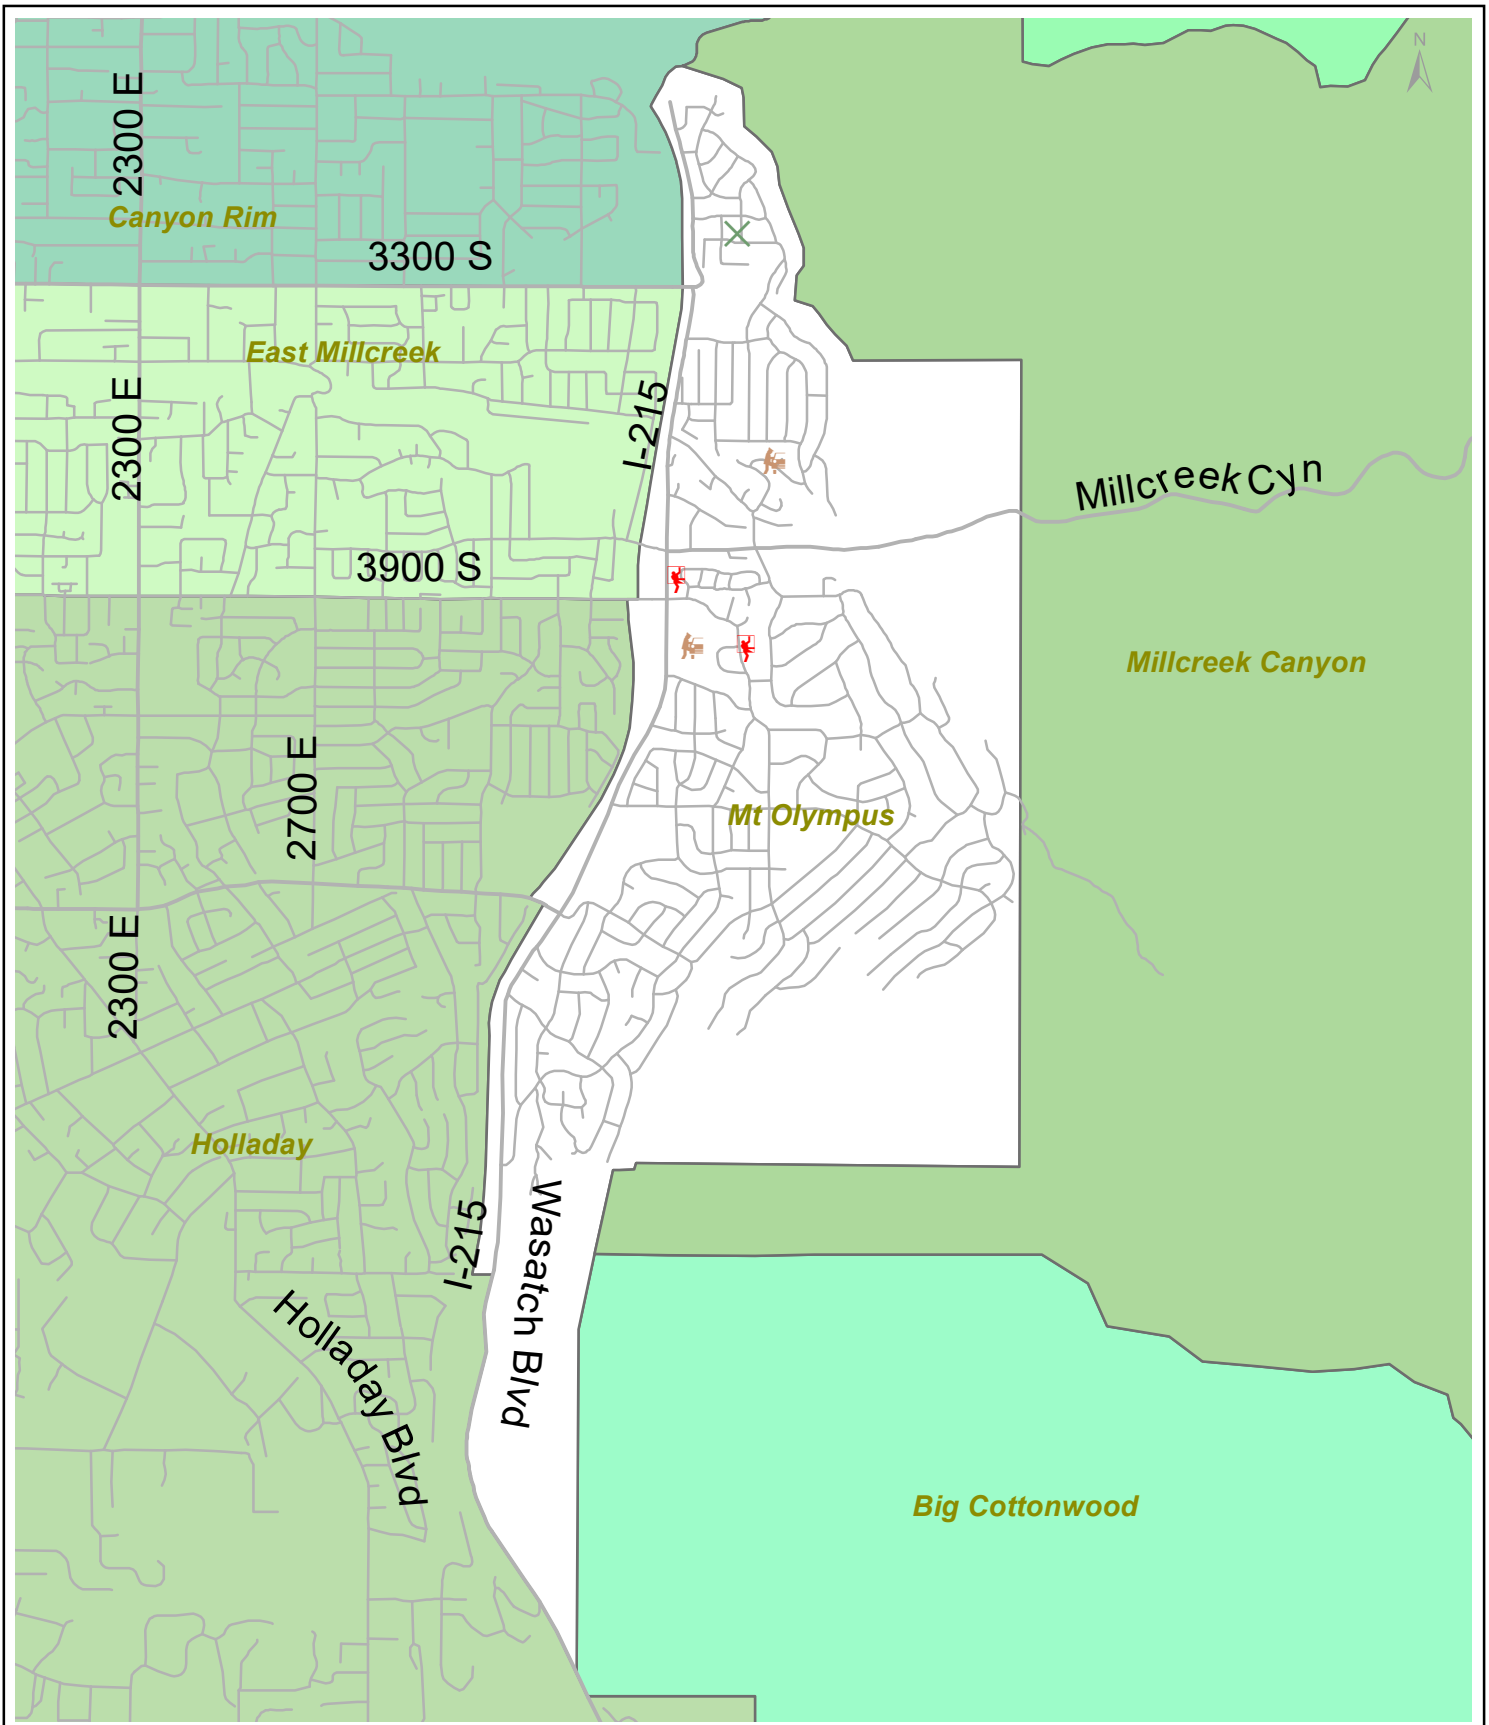 N
2300 E
Canyon Rim
3300 S
East Millcreek
2300 E
I-215
Millcreek Cyn
3900 S
Millcreek Canyon
2700 E
Mt Olympus
2300 E
Holladay
I-215
Wasatch Blvd
Holladay Blvd
Big Cottonwood